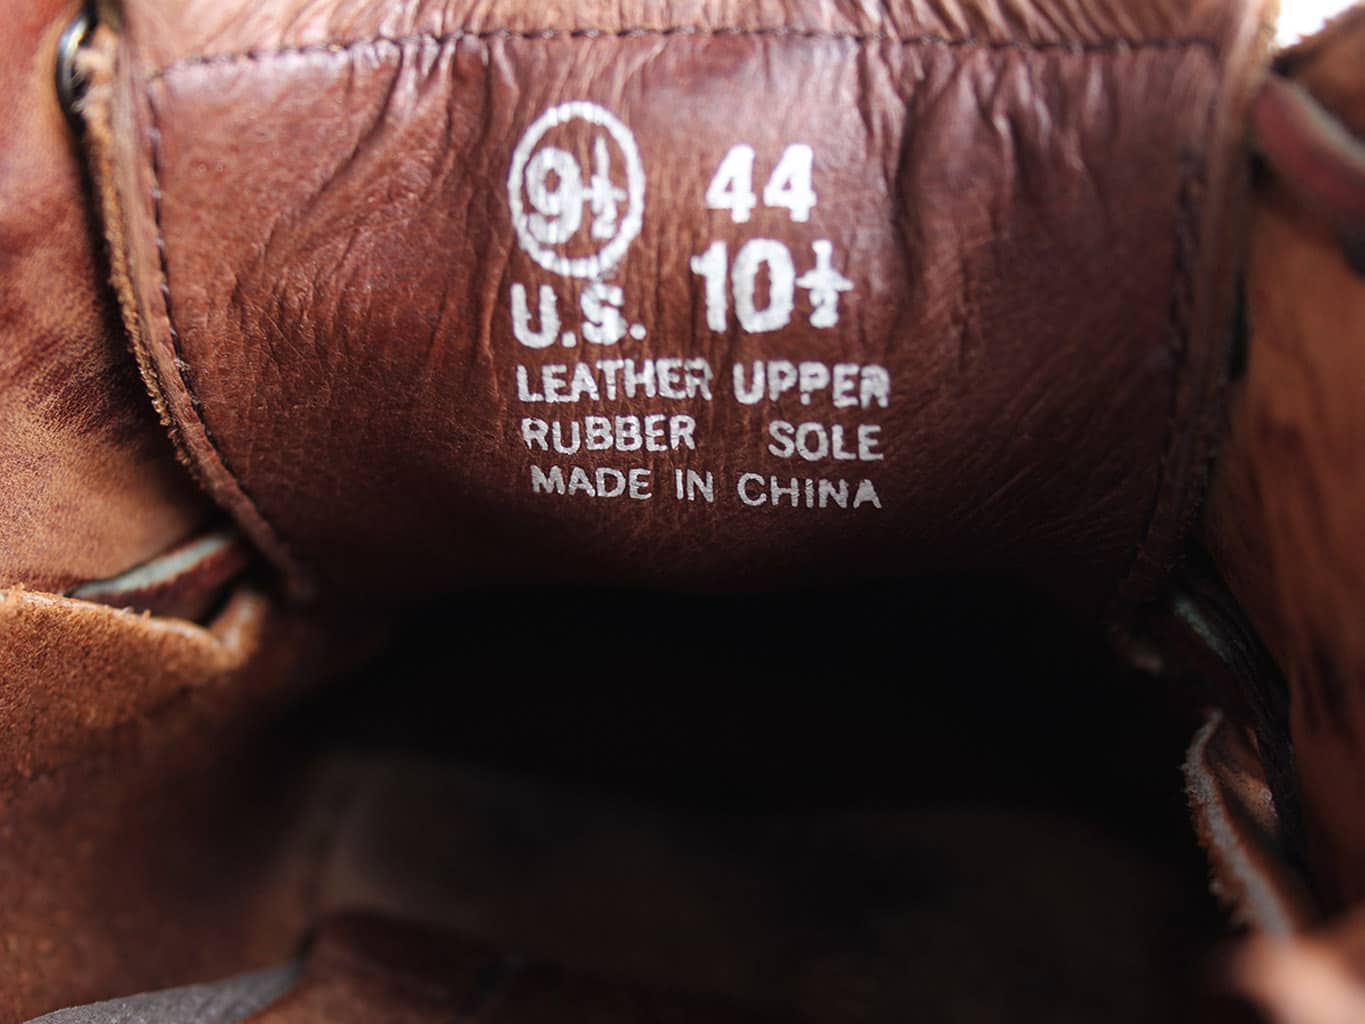 9½ 44
U.S. 10½
LEATHER UPPER
RUBBER SOLE
MADE IN CHINA